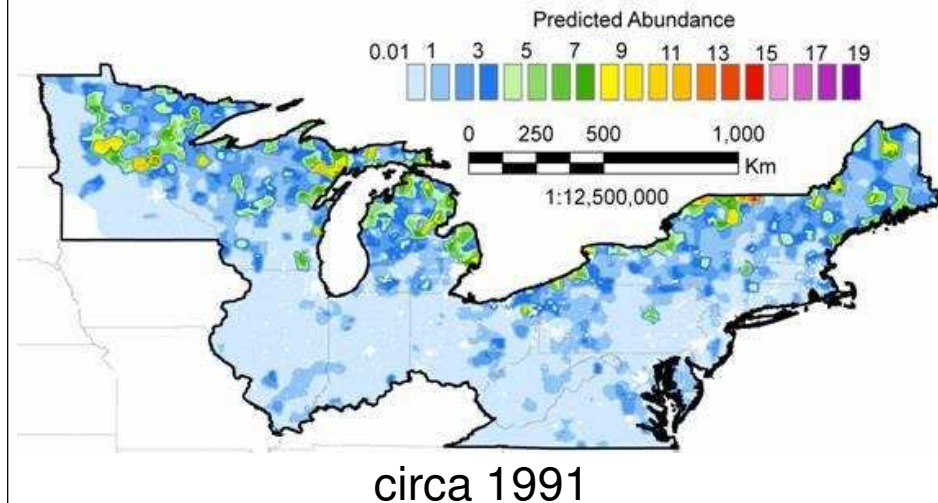 Predicted Abundance
0.01 1 3 5 7 9 11 13 15 17 19
0 250 500 1,000
Km
1:12,500,000
circa 1991